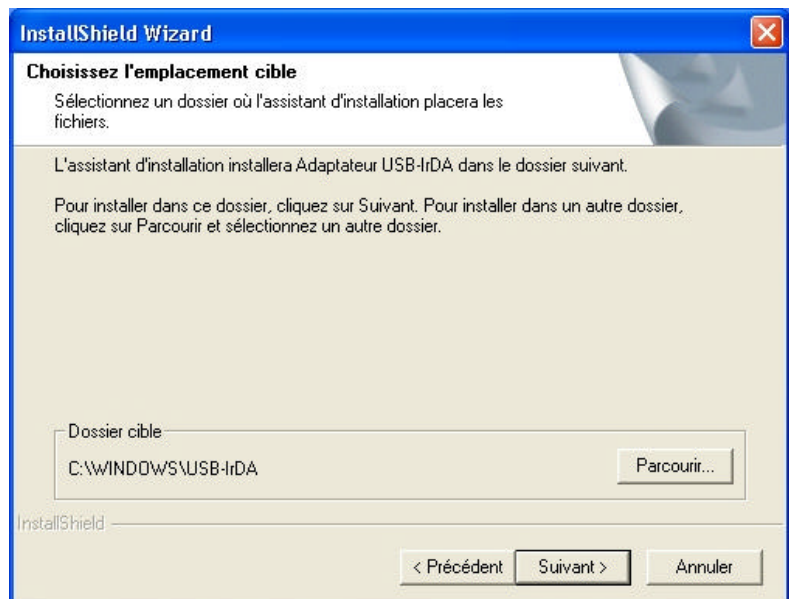 InstallShield Wizard
Choisissez l'emplacement cible
Sélectionnez un dossier où l'assistant d'installation placera les
fichiers.
L'assistant d'installation installera Adaptateur USB-IrDA dans le dossier suivant.
Pour installer dans ce dossier, cliquez sur Suivant. Pour installer dans un autre dossier,
cliquez sur Parcourir et sélectionnez un autre dossier.
Dossier cible
C:\WINDOWS\USB-IrDA
Parcourir...
InstallShield
< Précédent
Suivant >
Annuler